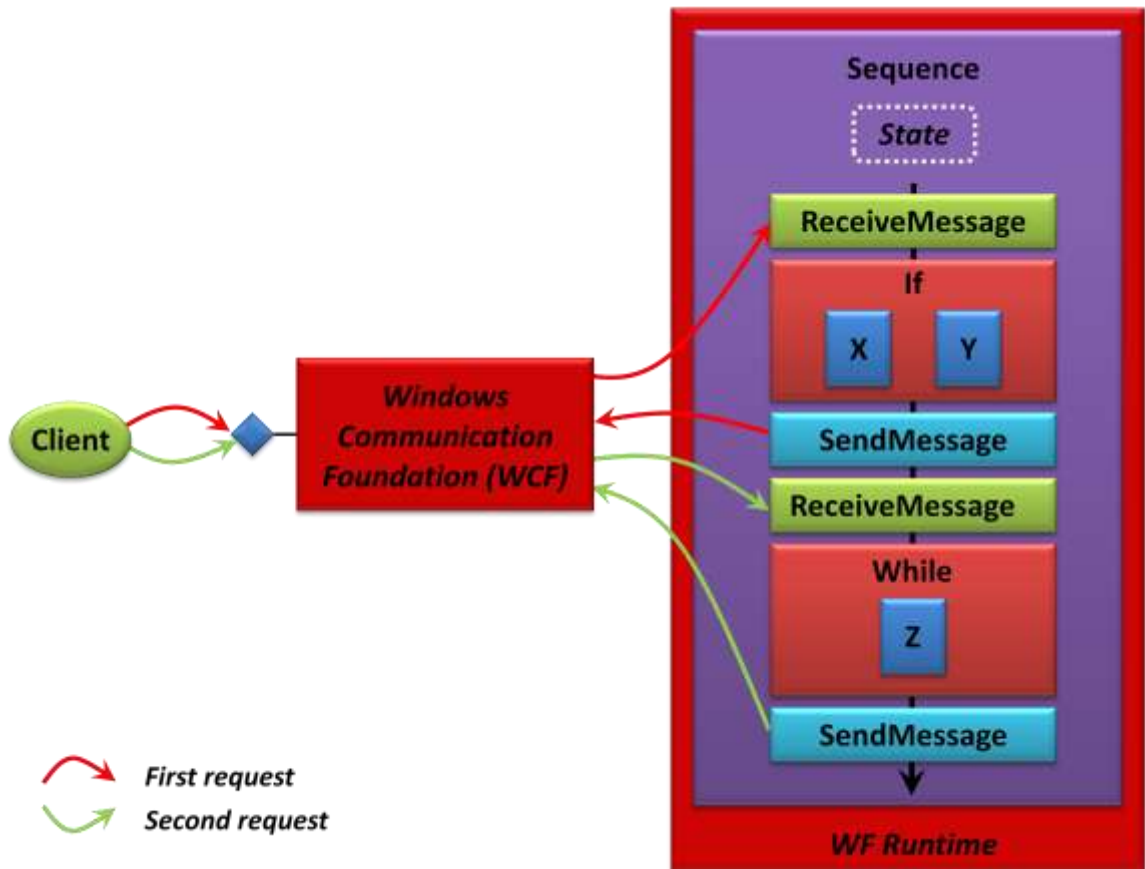 Sequence
State
ReceiveMessage
If
X
Y
SendMessage
ReceiveMessage
While
Z
SendMessage
WF Runtime
Client
Windows
Communication
Foundation (WCF)
First request
Second request